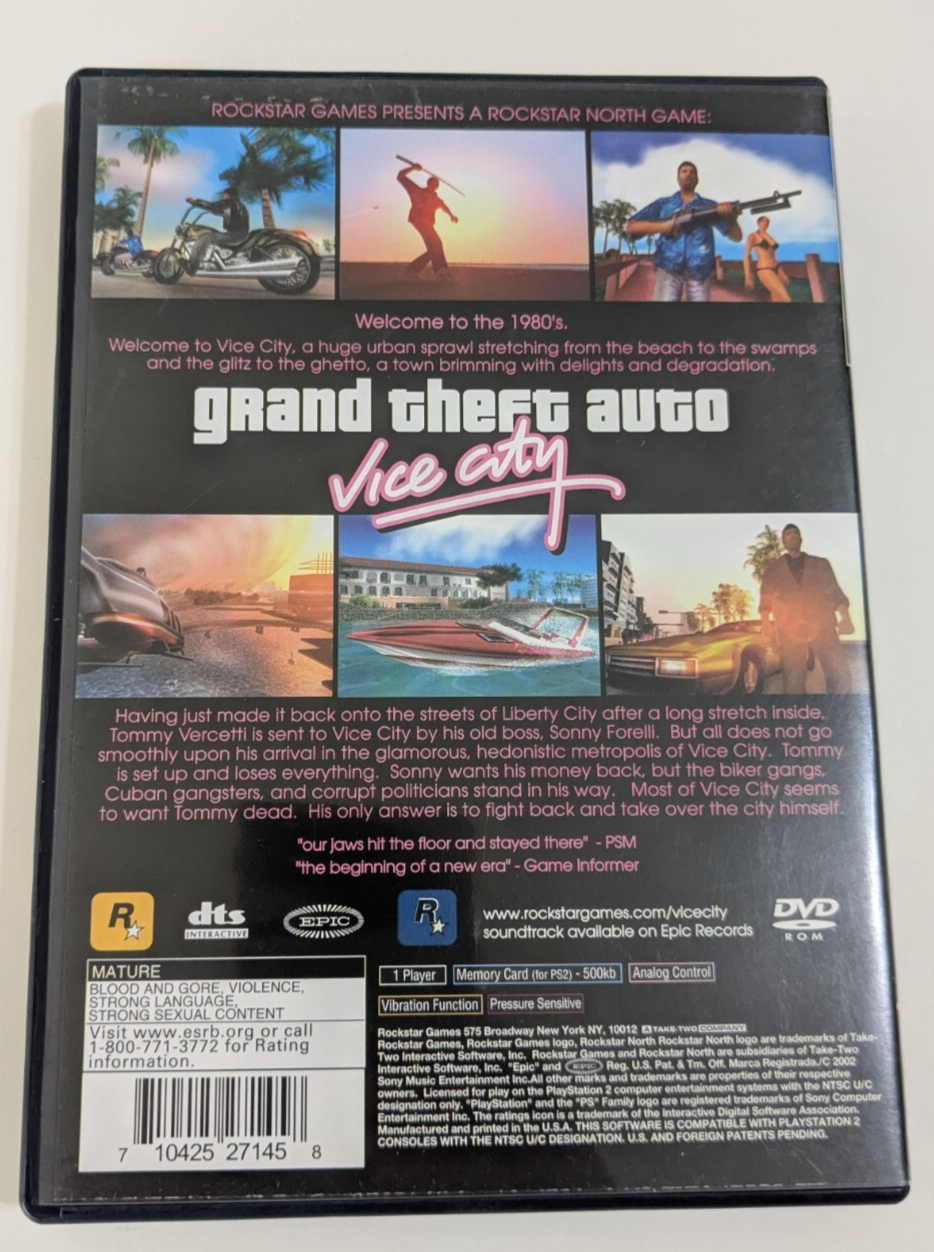 ROCKSTAR GAMES PRESENTS A ROCKSTAR NORTH GAME:
Welcome to the 1980's.
Welcome to Vice City, a huge urban sprawl stretching from the beach to the swamps
and the glitz to the ghetto, a town brimming with delights and degradation.
grand theft auto
Vice City
Having just made it back onto the streets of Liberty City after a long stretch inside,
Tommy Vercetti is sent to Vice City by his old boss, Sonny Forelli. But all does not go
smoothly upon his arrival in the glamorous, hedonistic metropolis of Vice City. Tommy
is set up and loses everything. Sonny wants his money back, but the biker gangs,
Cuban gangsters, and corrupt politicians stand in his way. Most of Vice City seems
to want Tommy dead. His only answer is to fight back and take over the city himself.
"our jaws hit the floor and stayed there" - PSM
"the beginning of a new era" - Game Informer
R
dts
INTERACTIVE
EPIC
R
www.rockstargames.com/vicecity
soundtrack available on Epic Records
DVD
ROM
MATURE
BLOOD AND GORE, VIOLENCE,
STRONG LANGUAGE,
STRONG SEXUAL CONTENT
Visit www.esrb.org or call
1-800-771-3772 for Rating
information.
7 10425 27145 8
1 Player
Memory Card (for PS2) - 500kb
Analog Control
Vibration Function
Pressure Sensitive
Rockstar Games 575 Broadway New York NY, 10012 A TAKE-TWO COMPANY
Rockstar Games, Rockstar Games logo, Rockstar North Rockstar North logo are trademarks of Take-
Two Interactive Software, Inc. Rockstar Games and Rockstar North are subsidiaries of Take-Two
Interactive Software, Inc. "Epic" and EPIC Reg. U.S. Pat. & Tm. Off. Marca Registrada./C 2002
Sony Music Entertainment Inc.All other marks and trademarks are properties of their respective
owners. Licensed for play on the PlayStation 2 computer entertainment systems with the NTSC U/C
designation only. "PlayStation" and the "PS" Family logo are registered trademarks of Sony Computer
Entertainment Inc. The ratings icon is a trademark of the Interactive Digital Software Association.
Manufactured and printed in the U.S.A. THIS SOFTWARE IS COMPATIBLE WITH PLAYSTATION 2
CONSOLES WITH THE NTSC U/C DESIGNATION. U.S. AND FOREIGN PATENTS PENDING.